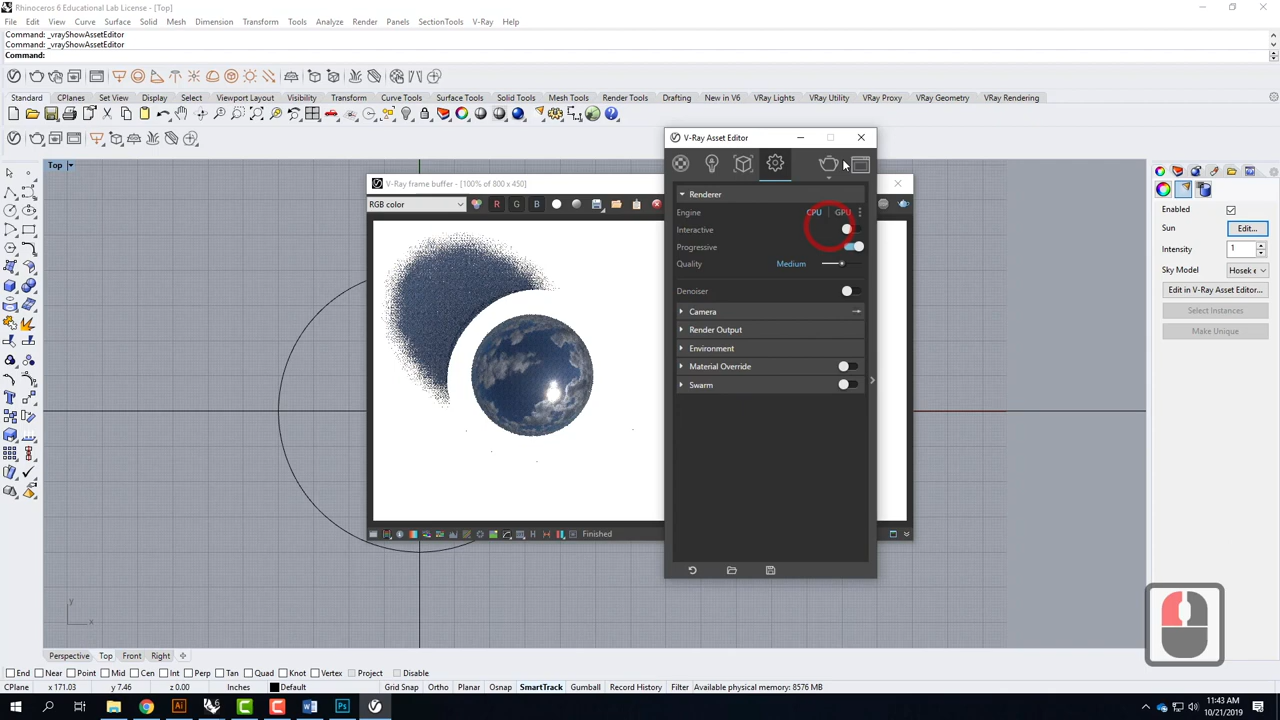 Rhinoceros 6 Educational Lab License - [Top]
File Edit View Curve Surface Solid Mesh Dimension Transform Tools Analyze Render Panels SectionTools V-Ray Help
Command: _vrayShowAssetEditor
Command: _vrayShowAssetEditor
Command:
Standard CPlanes Set View Display Select Viewport Layout Visibility Transform Curve Tools Surface Tools Solid Tools Mesh Tools Render Tools Drafting New in V6 VRay Lights VRay Utility VRay Proxy VRay Geometry VRay Rendering
Top
V-Ray frame buffer - [100% of 800 x 450]
RGB color
R G B
Finished
V-Ray Asset Editor
Renderer
Engine CPU GPU
Interactive
Progressive
Quality Medium
Denoiser
Camera
Render Output
Environment
Material Override
Swarm
Enabled
Sun Edit...
Intensity 1
Sky Model Hosek e
Edit in V-Ray Asset Editor...
Select Instances
Make Unique
y
x
Perspective Top Front Right
End Near Point Mid Cen Int Perp Tan Quad Knot Vertex Project Disable
CPlane x 171.03 y 7.46 z 0.00 Inches Default Grid Snap Ortho Planar Osnap SmartTrack Gumball Record History Filter Available physical memory: 8576 MB
11:43 AM
10/21/2019